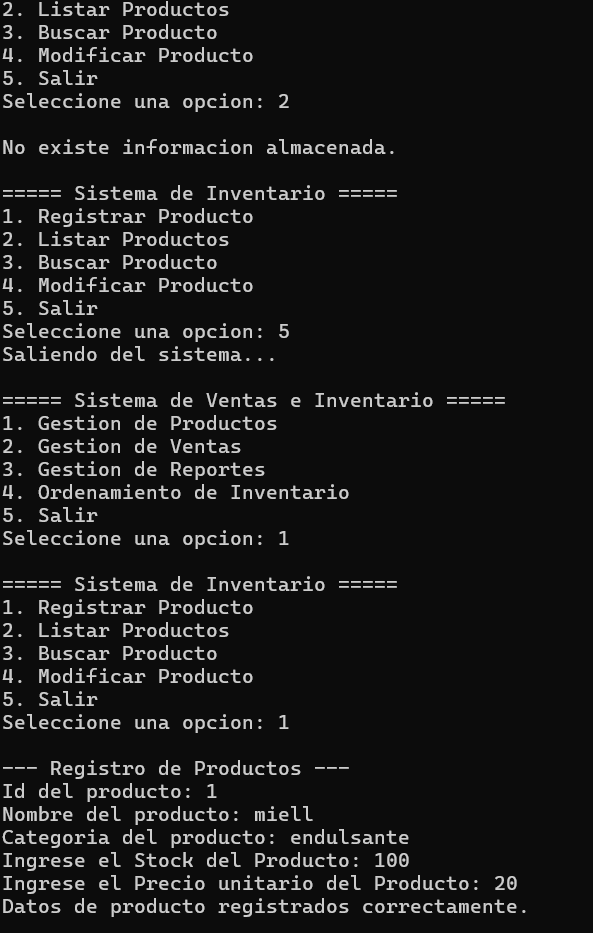 2. Listar Productos
3. Buscar Producto
4. Modificar Producto
5. Salir
Seleccione una opcion: 2
No existe informacion almacenada.
===== Sistema de Inventario =====
1. Registrar Producto
2. Listar Productos
3. Buscar Producto
4. Modificar Producto
5. Salir
Seleccione una opcion: 5
Saliendo del sistema...
===== Sistema de Ventas e Inventario =====
1. Gestion de Productos
2. Gestion de Ventas
3. Gestion de Reportes
4. Ordenamiento de Inventario
5. Salir
Seleccione una opcion: 1
===== Sistema de Inventario =====
1. Registrar Producto
2. Listar Productos
3. Buscar Producto
4. Modificar Producto
5. Salir
Seleccione una opcion: 1
--- Registro de Productos ---
Id del producto: 1
Nombre del producto: miell
Categoria del producto: endulsante
Ingrese el Stock del Producto: 100
Ingrese el Precio unitario del Producto: 20
Datos de producto registrados correctamente.